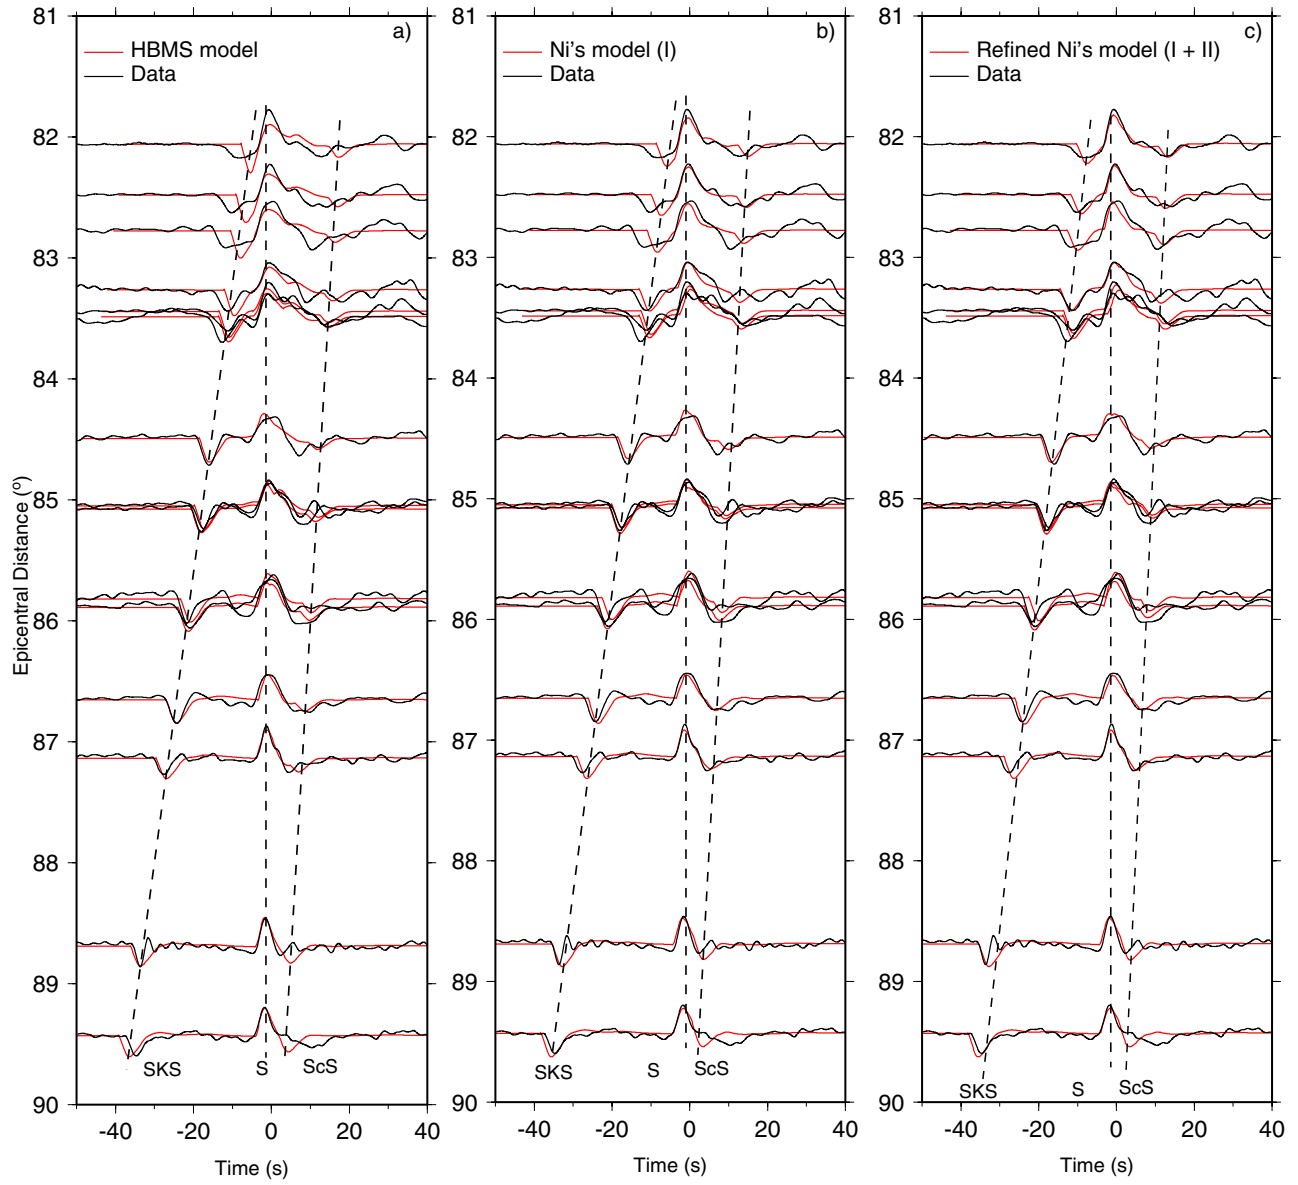 a)
HBMS model
Data
81
82
83
84
85
86
87
88
89
90
Epicentral Distance (º)
SKS
S
ScS
-40
-20
0
20
40
Time (s)
b)
Ni's model (I)
Data
81
82
83
84
85
86
87
88
89
90
SKS
S
ScS
-40
-20
0
20
40
Time (s)
c)
Refined Ni's model (I + II)
Data
81
82
83
84
85
86
87
88
89
90
SKS
S
ScS
-40
-20
0
20
40
Time (s)